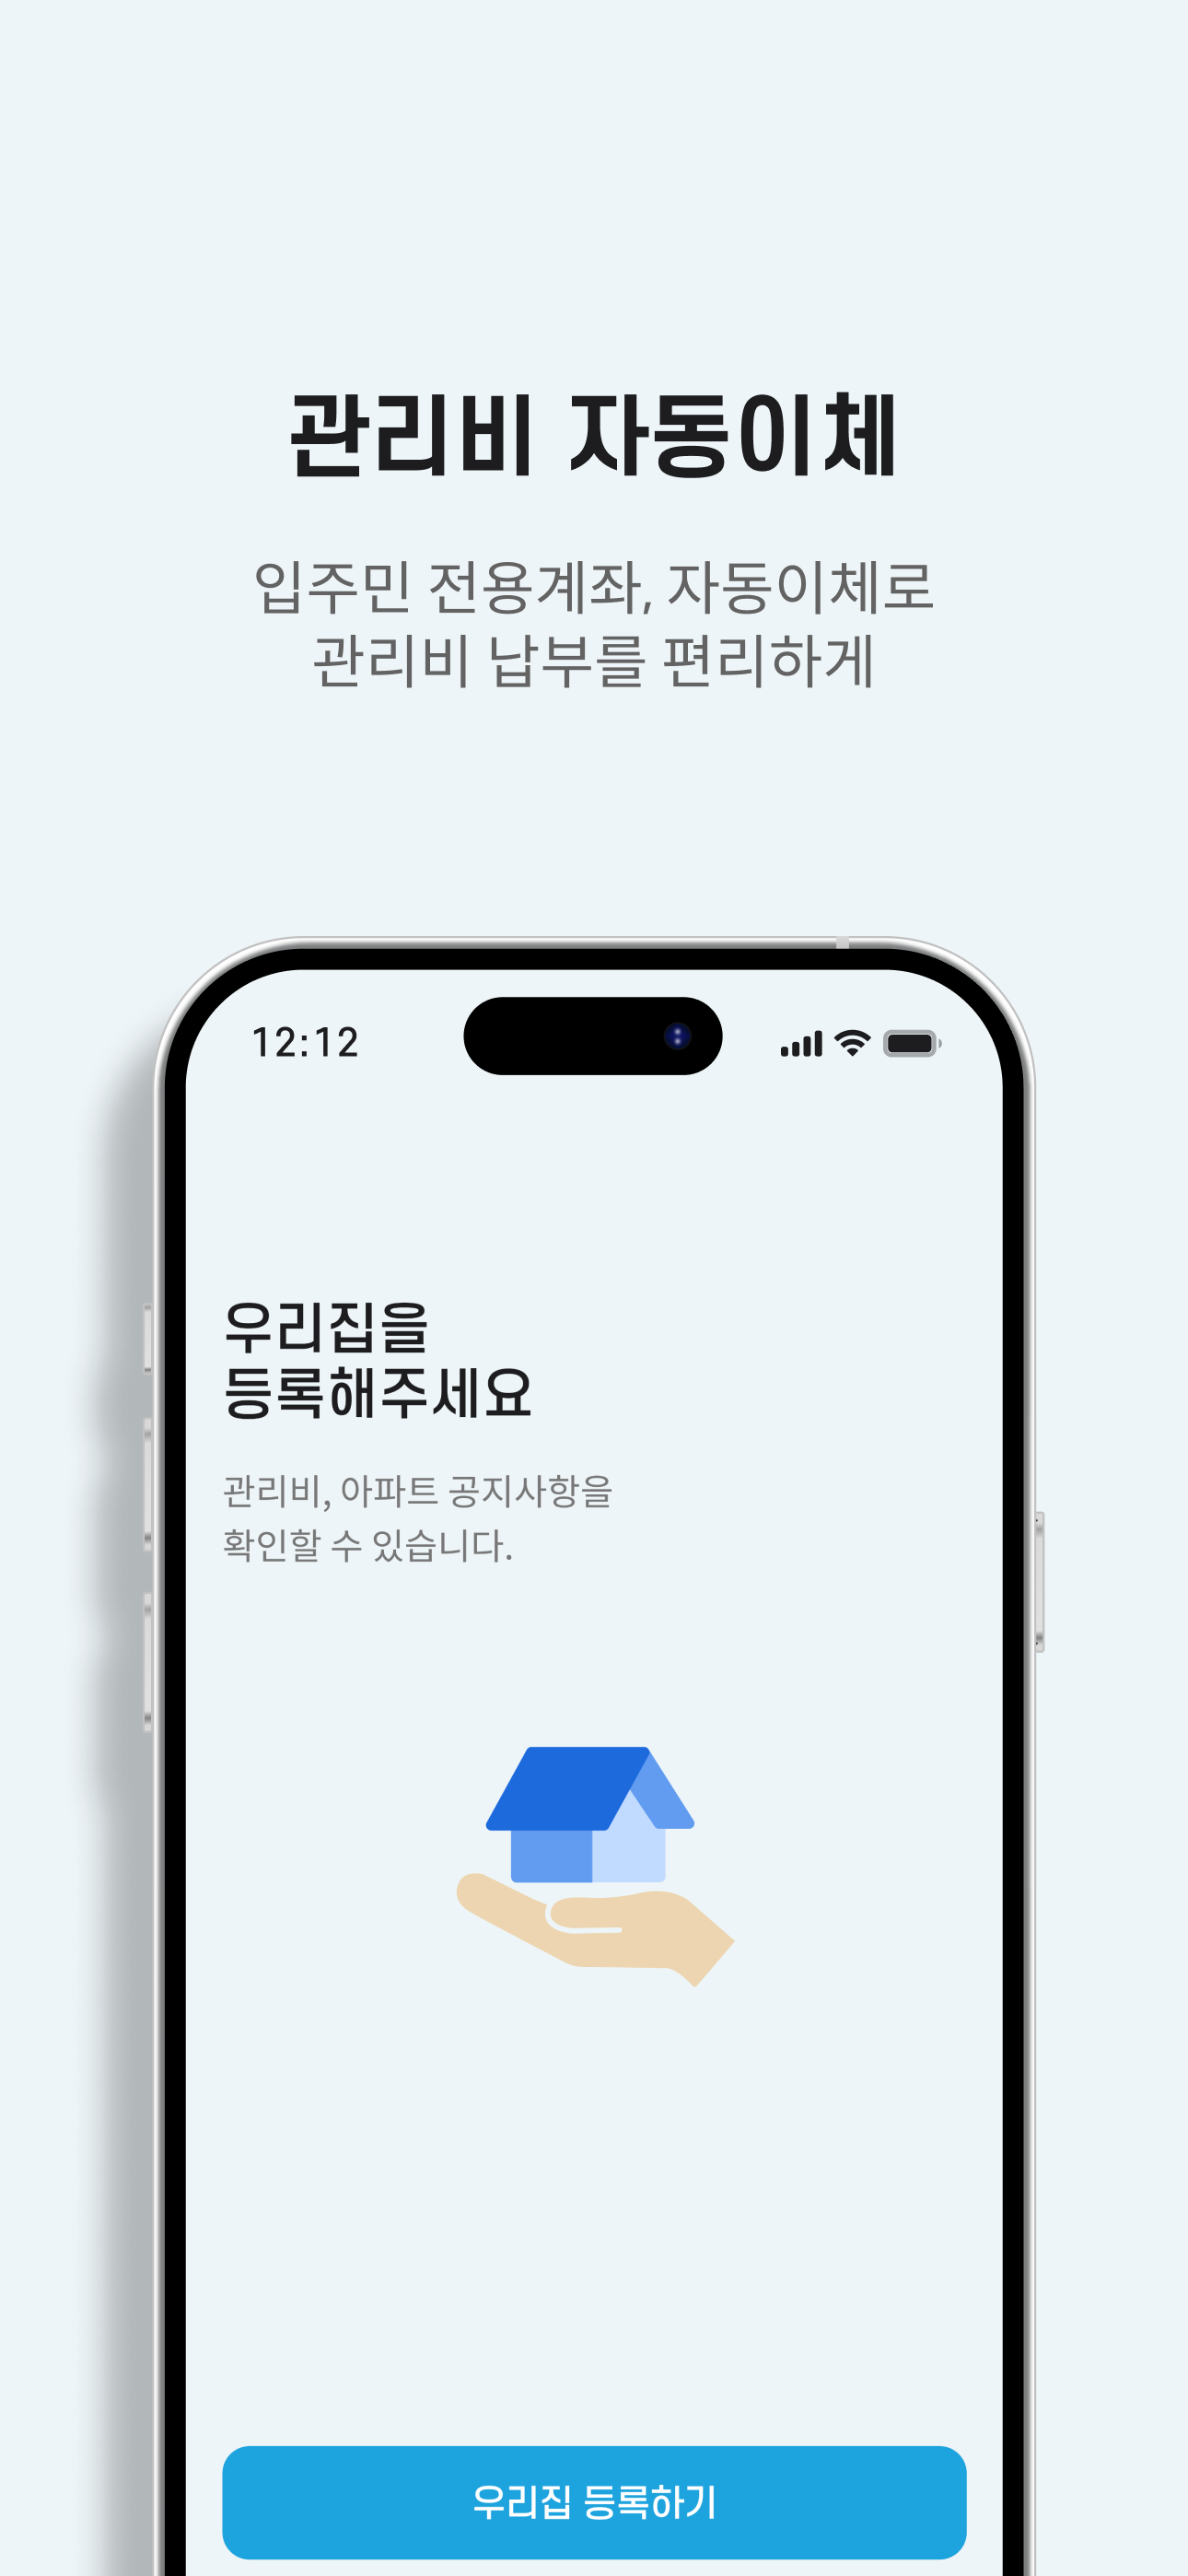 관리비 자동이체
입주민 전용계좌, 자동이체로
관리비 납부를 편리하게
12:12
우리집을
등록해주세요
관리비, 아파트 공지사항을
확인할 수 있습니다.
우리집 등록하기